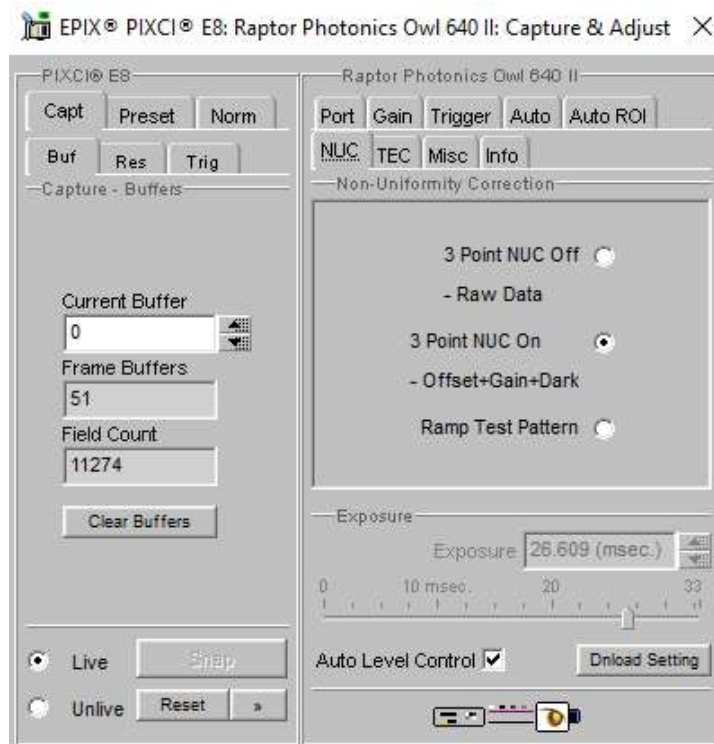 EPIX® PIXCI® E8: Raptor Photonics Owl 640 II: Capture & Adjust
PIXCI® E8
Capt Preset Norm
Buf Res Trig
Capture - Buffers
Current Buffer
0
Frame Buffers
51
Field Count
11274
Clear Buffers
Live Snap
Unlive Reset »
Raptor Photonics Owl 640 II
Port Gain Trigger Auto Auto ROI
NUC TEC Misc Info
Non-Uniformity Correction
3 Point NUC Off
- Raw Data
3 Point NUC On
- Offset+Gain+Dark
Ramp Test Pattern
Exposure
Exposure 26.609 (msec.)
0 10 msec. 20 33
Auto Level Control Dnload Setting